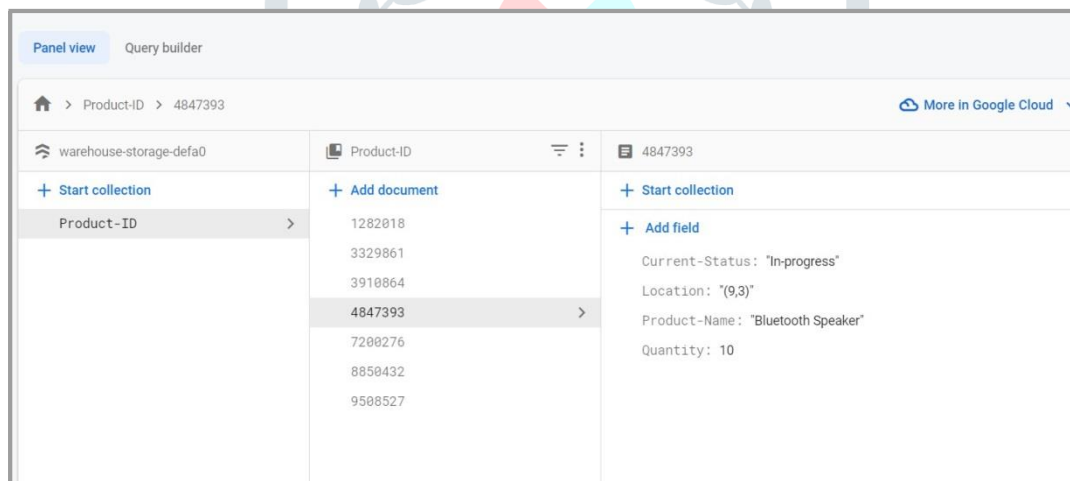 Panel view Query builder
Product-ID > 4847393
More in Google Cloud
warehouse-storage-defa0
Start collection
Product-ID
Product-ID
Add document
1282018
3329861
3910864
4847393
7200276
8850432
9508527
4847393
Start collection
Add field
Current-Status: "In-progress"
Location: "(9,3)"
Product-Name: "Bluetooth Speaker"
Quantity: 10